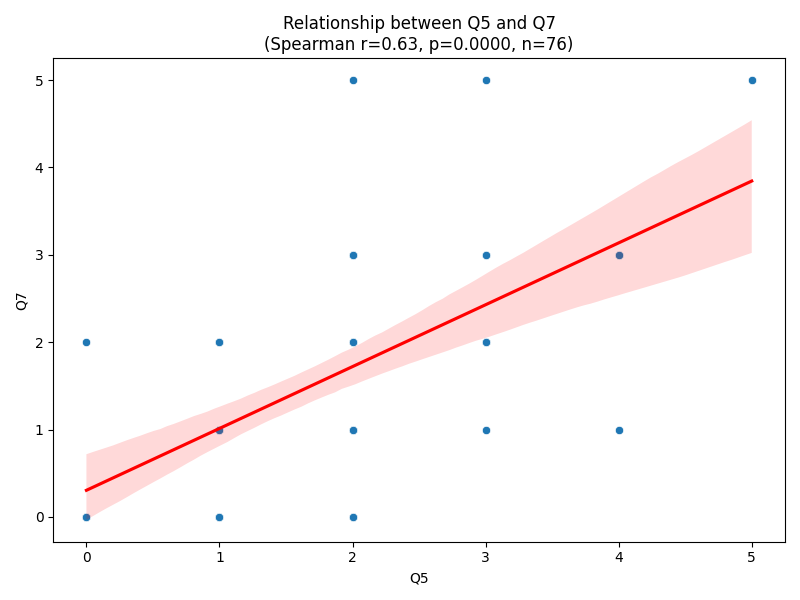 Relationship between Q5 and Q7
(Spearman r=0.63, p=0.0000, n=76)
5
4
3
2
1
0
Q7
0 1 2 3 4 5
Q5